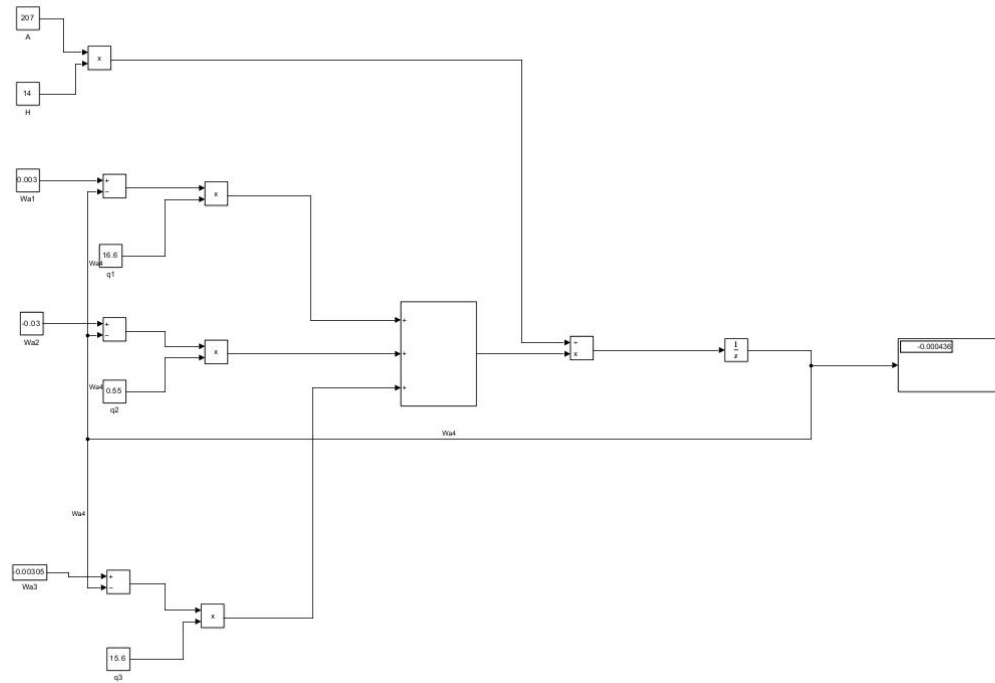 207
A
x
14
H
0.003
Wa1
+
−
x
16.6
q1
Wa4
-0.03
Wa2
+
−
x
0.55
q2
Wa4
+
+
+
÷
x
1
s
-0.000436
Wa4
Wa4
-0.00305
Wa3
+
−
x
15.6
q3